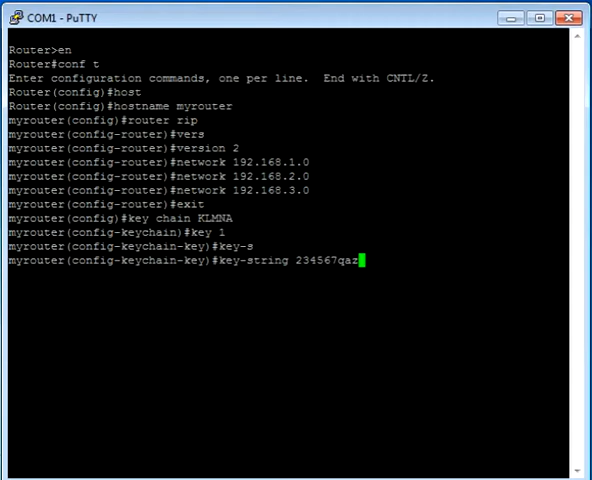 COM1 - PuTTY
Router>en
Router#conf t
Enter configuration commands, one per line.  End with CNTL/Z.
Router(config)#host
Router(config)#hostname myrouter
myrouter(config)#router rip
myrouter(config-router)#vers
myrouter(config-router)#version 2
myrouter(config-router)#network 192.168.1.0
myrouter(config-router)#network 192.168.2.0
myrouter(config-router)#network 192.168.3.0
myrouter(config-router)#exit
myrouter(config)#key chain KLMNA
myrouter(config-keychain)#key 1
myrouter(config-keychain-key)#key-s
myrouter(config-keychain-key)#key-string 234567qaz